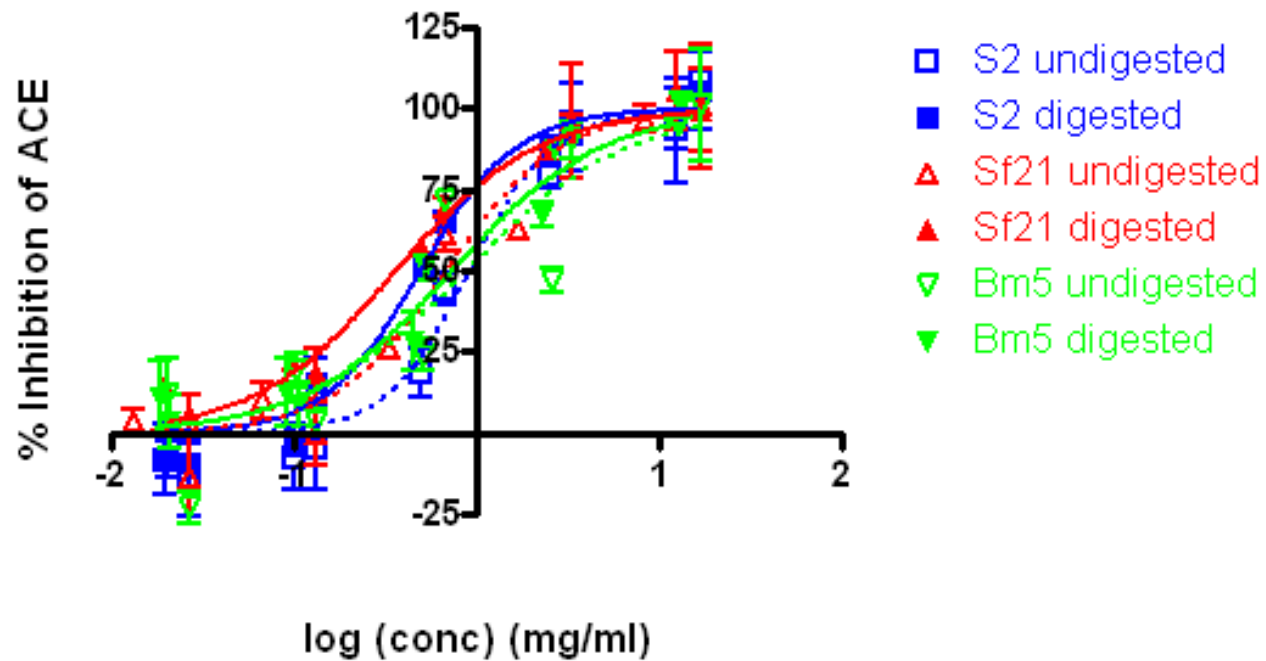 % Inhibition of ACE
125
100
75
50
25
-25
-2
-1
1
2
log (conc) (mg/ml)
S2 undigested
S2 digested
Sf21 undigested
Sf21 digested
Bm5 undigested
Bm5 digested